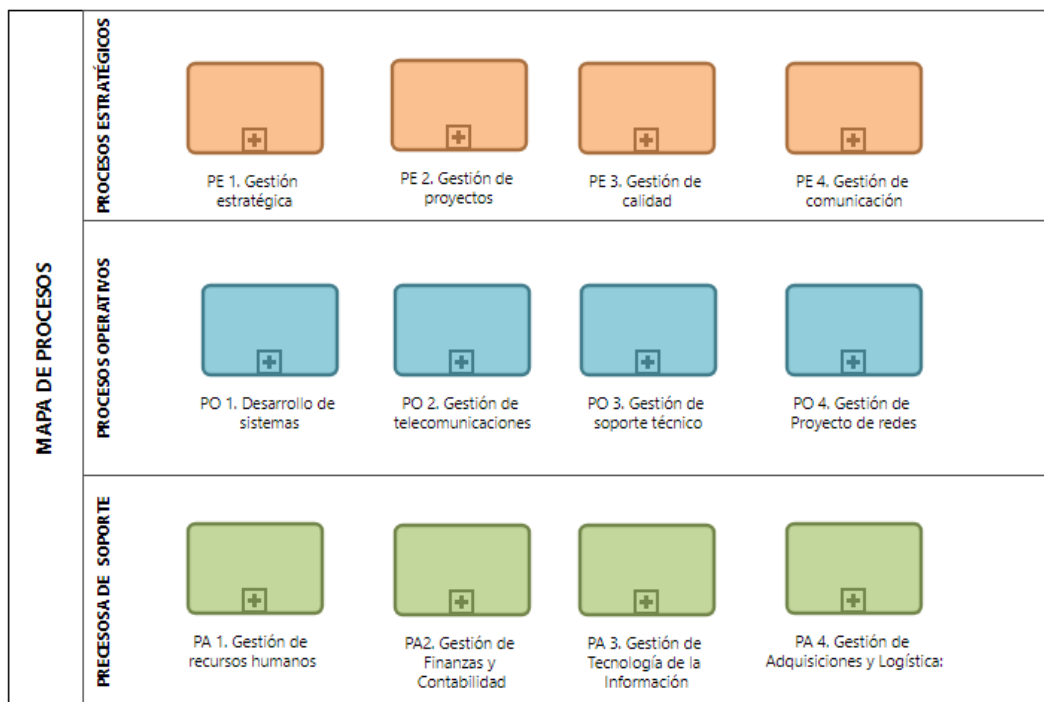 MAPA DE PROCESOS
PROCESOS ESTRATÉGICOS
PE 1. Gestión
estratégica
PE 2. Gestión de
proyectos
PE 3. Gestión de
calidad
PE 4. Gestión de
comunicación
PROCESOS OPERATIVOS
PO 1. Desarrollo de
sistemas
PO 2. Gestión de
telecomunicaciones
PO 3. Gestión de
soporte técnico
PO 4. Gestión de
Proyecto de redes
PRECESOSA DE SOPORTE
PA 1. Gestión de
recursos humanos
PA2. Gestión de
Finanzas y
Contabilidad
PA 3. Gestión de
Tecnología de la
Información
PA 4. Gestión de
Adquisiciones y Logística: